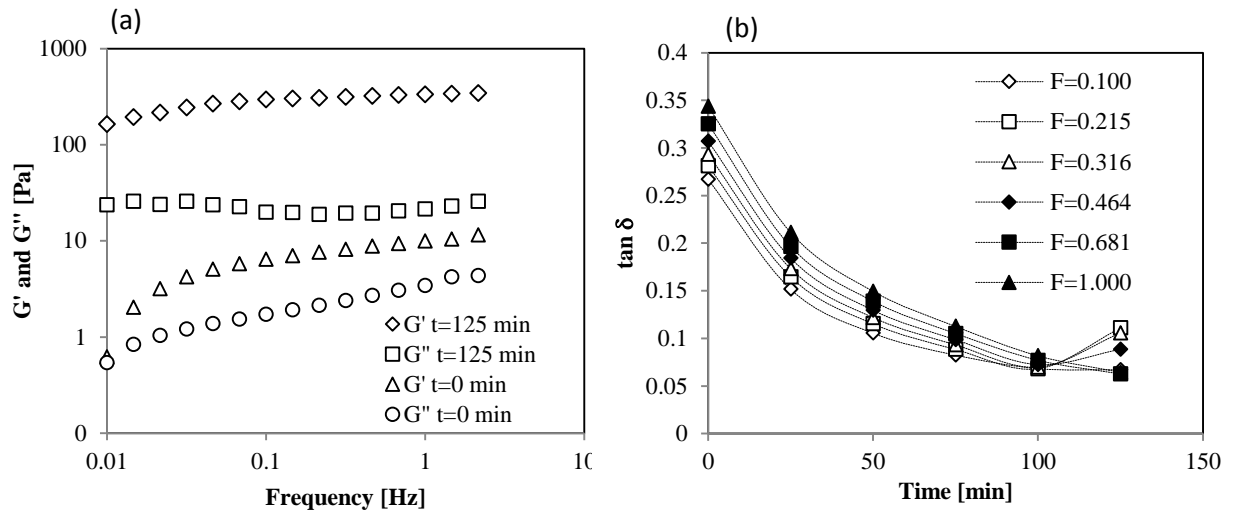 (a)
1000
100
10
1
0
0.01
0.1
1
10
G' and G'' [Pa]
Frequency [Hz]
G' t=125 min
G'' t=125 min
G' t=0 min
G'' t=0 min
(b)
0.4
0.35
0.3
0.25
0.2
0.15
0.1
0.05
0
0
50
100
150
tan δ
Time [min]
F=0.100
F=0.215
F=0.316
F=0.464
F=0.681
F=1.000